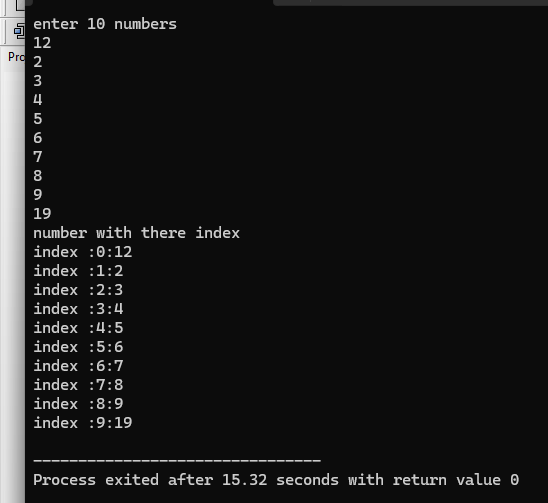 enter 10 numbers
12
2
3
4
5
6
7
8
9
19
number with there index
index :0:12
index :1:2
index :2:3
index :3:4
index :4:5
index :5:6
index :6:7
index :7:8
index :8:9
index :9:19
--------------------------------
Process exited after 15.32 seconds with return value 0
Pro